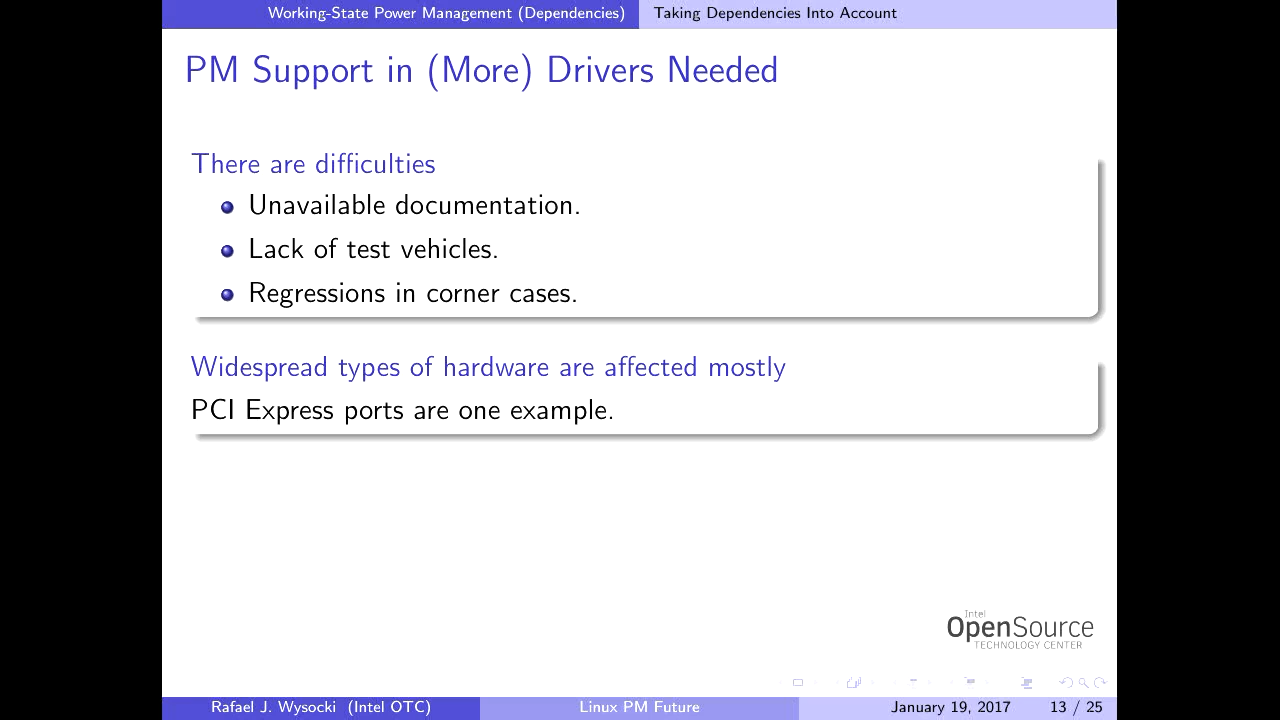 Working-State Power Management (Dependencies) Taking Dependencies Into Account
PM Support in (More) Drivers Needed
There are difficulties
Unavailable documentation.
Lack of test vehicles.
Regressions in corner cases.
Widespread types of hardware are affected mostly
PCI Express ports are one example.
Intel
OpenSource
TECHNOLOGY CENTER
Rafael J. Wysocki (Intel OTC) Linux PM Future January 19, 2017 13 / 25